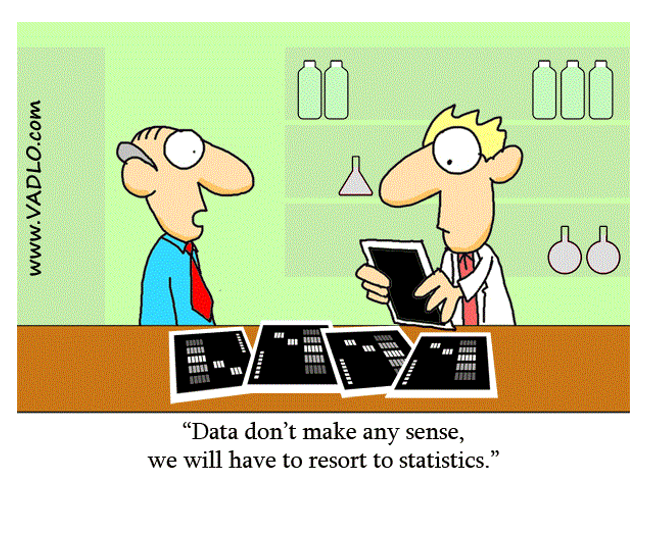 www.VADLO.com
“Data don’t make any sense,
we will have to resort to statistics.”